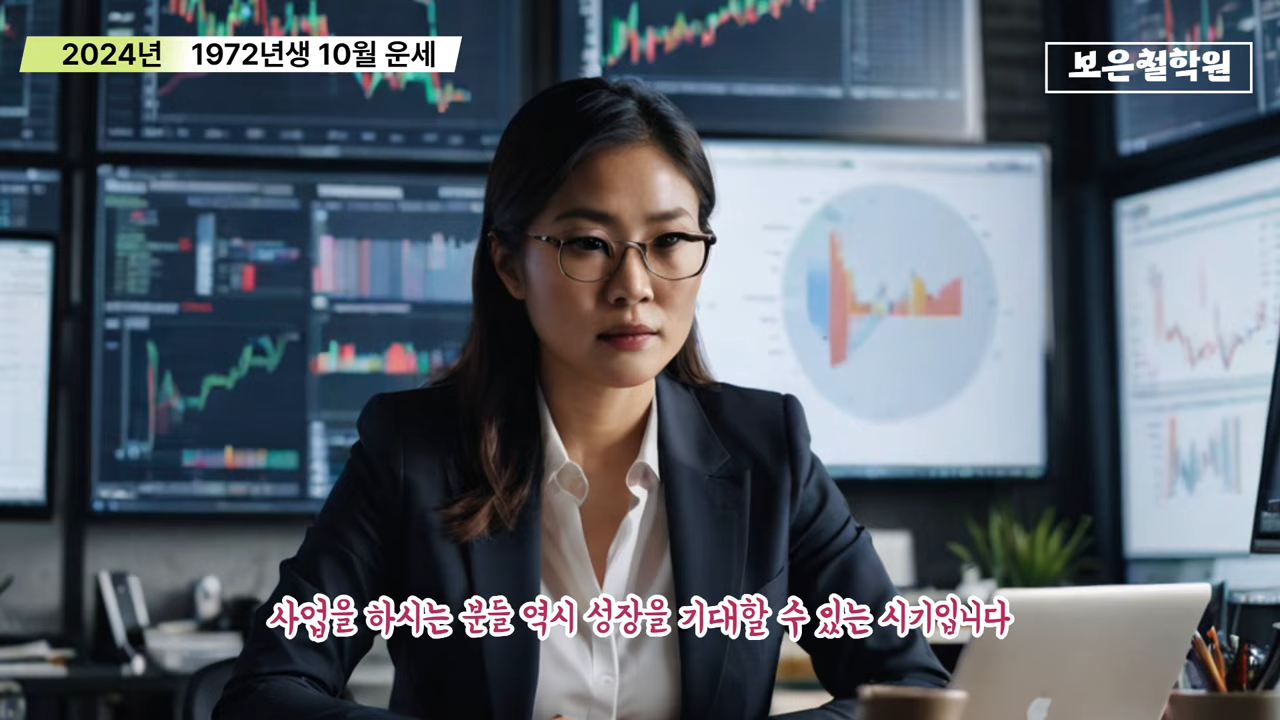 2024년 1972년생 10월 운세
보은철학원
사업을 하시는 분들 역시 성장을 기대할 수 있는 시기입니다